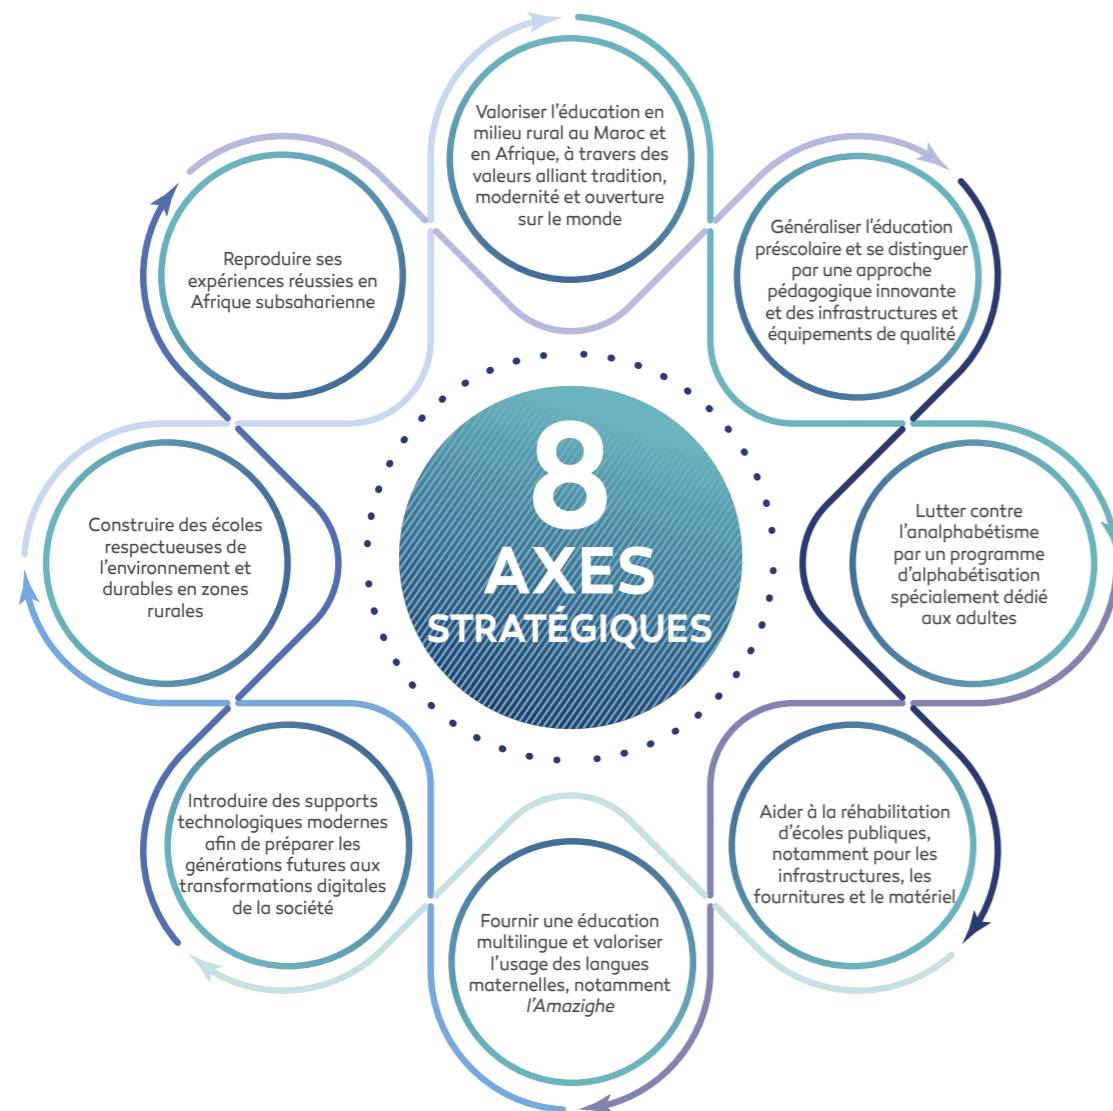 8
AXES
STRATÉGIQUES
Valoriser l'éducation en
milieu rural au Maroc et
en Afrique, à travers des
valeurs alliant tradition,
modernité et ouverture
sur le monde
Généraliser l'éducation
préscolaire et se distinguer
par une approche
pédagogique innovante
et des infrastructures et
équipements de qualité
Lutter contre
l'analphabétisme
par un programme
d'alphabétisation
spécialement dédié
aux adultes
Aider à la réhabilitation
d'écoles publiques,
notamment pour les
infrastructures, les
fournitures et le matériel
Fournir une éducation
multilingue et valoriser
l'usage des langues
maternelles, notamment
l'Amazighe
Introduire des supports
technologiques modernes
afin de préparer les
générations futures aux
transformations digitales
de la société
Construire des écoles
respectueuses de
l'environnement et
durables en zones
rurales
Reproduire ses
expériences réussies en
Afrique subsaharienne